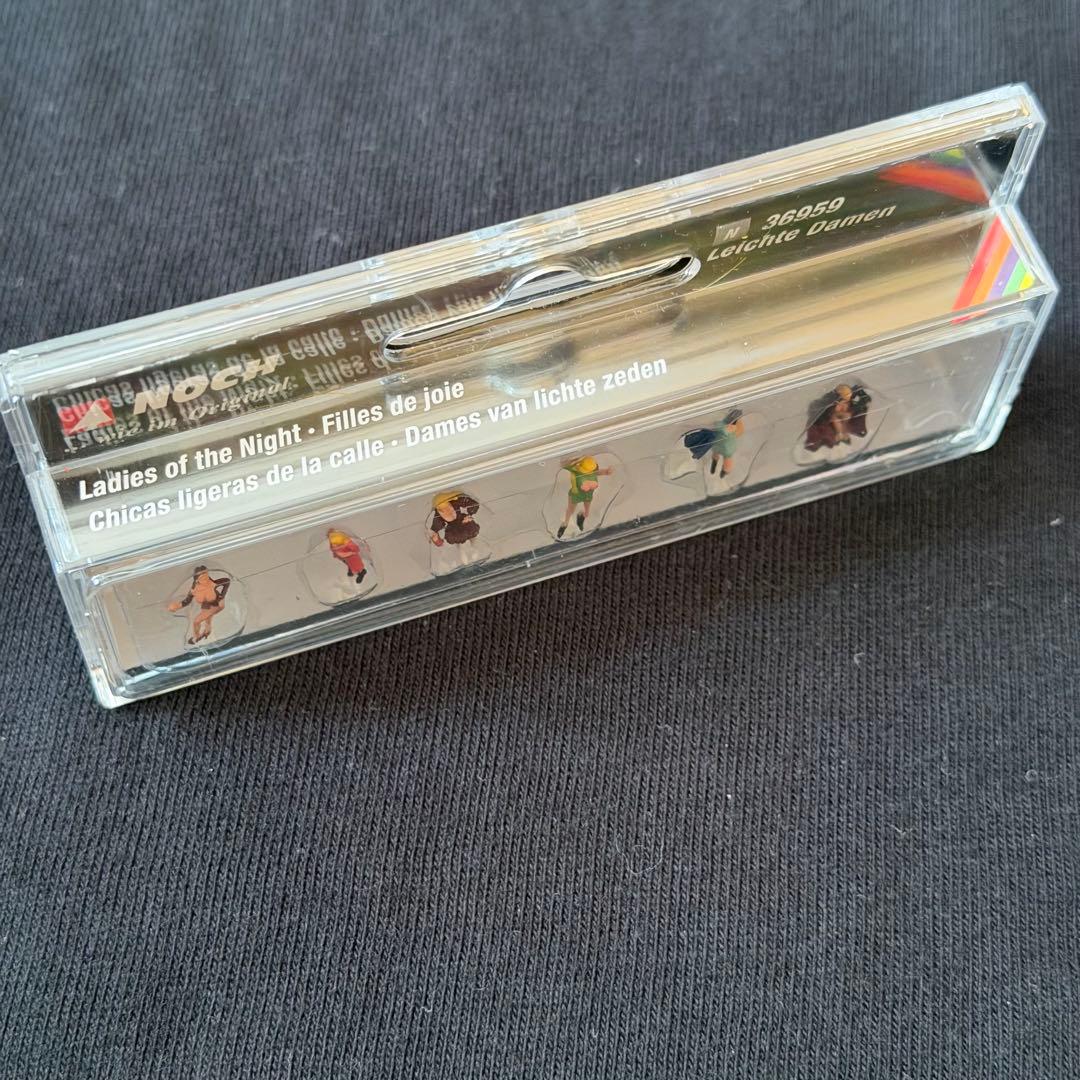 N 36959
Leichte Damen
NOCH
Original
Ladies of the Night · Filles de joie
Chicas ligeras de la calle · Dames van lichte zeden